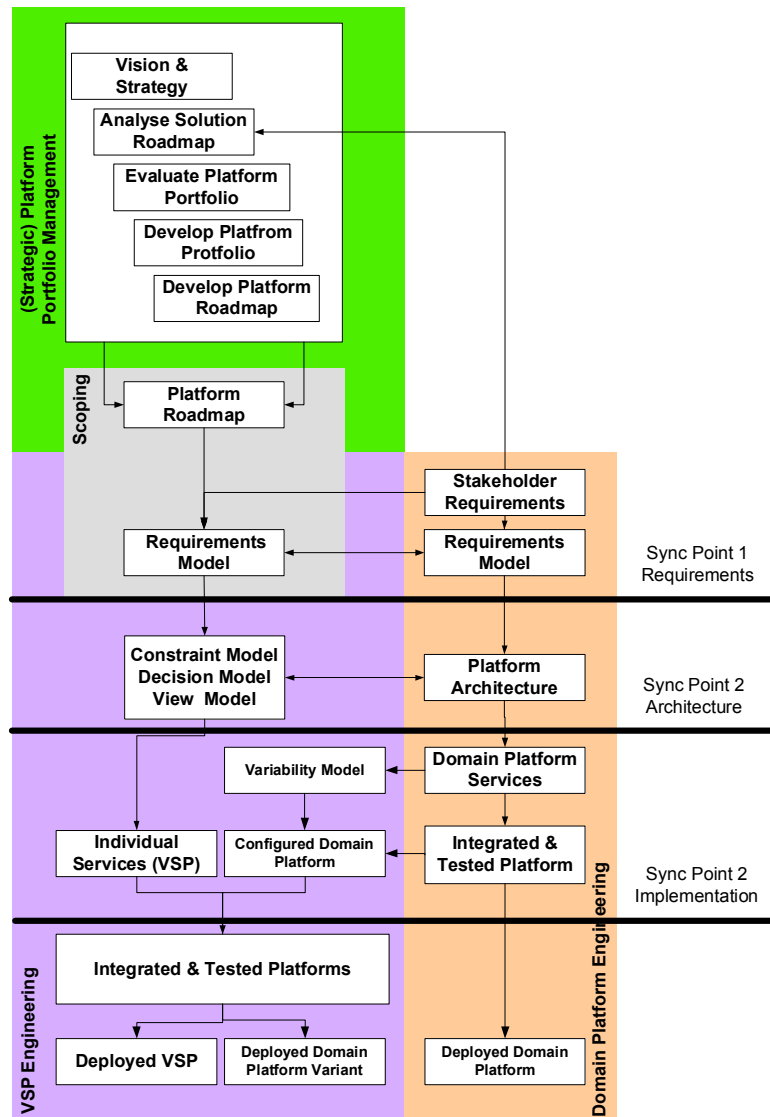 Vision &
Strategy
Analyse Solution
Roadmap
Evaluate Platform
Portfolio
Develop Platfrom
Protfolio
Develop Platform
Roadmap
(Strategic) Platform
Portfolio Management
Scoping
Platform
Roadmap
Stakeholder
Requirements
Requirements
Model
Requirements
Model
Sync Point 1
Requirements
Constraint Model
Decision Model
View Model
Platform
Architecture
Sync Point 2
Architecture
Variability Model
Domain Platform
Services
Individual
Services (VSP)
Configured Domain
Platform
Integrated &
Tested Platform
Sync Point 2
Implementation
Integrated & Tested Platforms
Deployed VSP
Deployed Domain
Platform Variant
Deployed Domain
Platform
VSP Engineering
Domain Platform Engineering